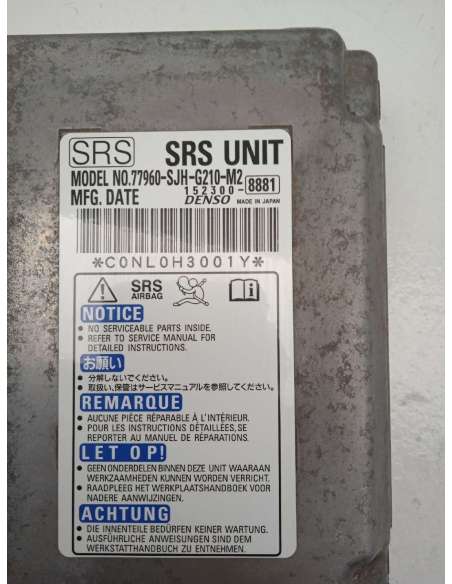 SRS SRS UNIT
MODEL NO.77960-SJH-G210-M2
MFG. DATE 152300- 8881
DENSO MADE IN JAPAN
*C0NL0H3001Y*
SRS
AIRBAG
NOTICE
• NO SERVICEABLE PARTS INSIDE.
• REFER TO SERVICE MANUAL FOR
DETAILED INSTRUCTIONS.
お願い
• 分解しないでください。
• 取扱い、保管はサービスマニュアルを参照してください。
REMARQUE
• AUCUNE PIÈCE RÉPARABLE À L'INTÉRIEUR.
• POUR LES INSTRUCTIONS DÉTAILLÉES, SE
REPORTER AU MANUEL DE RÉPARATIONS.
LET OP!
• GEEN ONDERDELEN BINNEN DEZE UNIT WAARAAN
WERKZAAMHEDEN KUNNEN WORDEN VERRICHT.
• RAADPLEEG HET WERKPLAATSHANDBOEK VOOR
NADERE AANWIJZINGEN.
ACHTUNG
• DIE INNENTEILE BEDÜRFEN KEINER WARTUNG.
• AUSFÜHRLICHE ANWEISUNGEN SIND DEM
WERKSTATTHANDBUCH ZU ENTNEHMEN.